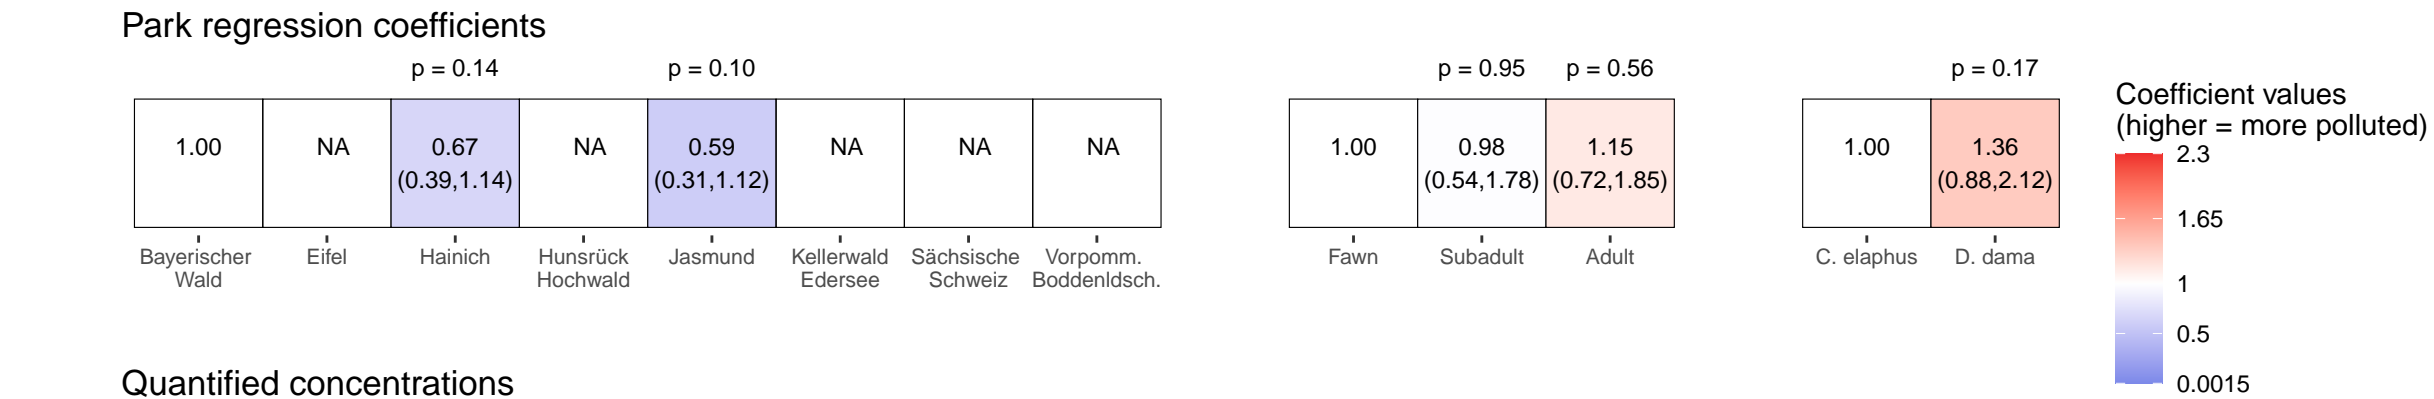 Park regression coefficients
p = 0.14
p = 0.10
p = 0.95
p = 0.56
p = 0.17
1.00
NA
0.67
(0.39,1.14)
NA
0.59
(0.31,1.12)
NA
NA
NA
1.00
0.98
(0.54,1.78)
1.15
(0.72,1.85)
1.00
1.36
(0.88,2.12)
Bayerischer
Wald
Eifel
Hainich
Hunsrück
Hochwald
Jasmund
Kellerwald
Edersee
Sächsische
Schweiz
Vorpomm.
Boddenldsch.
Fawn
Subadult
Adult
C. elaphus
D. dama
Coefficient values
(higher = more polluted)
2.3
1.65
1
0.5
0.0015
Quantified concentrations